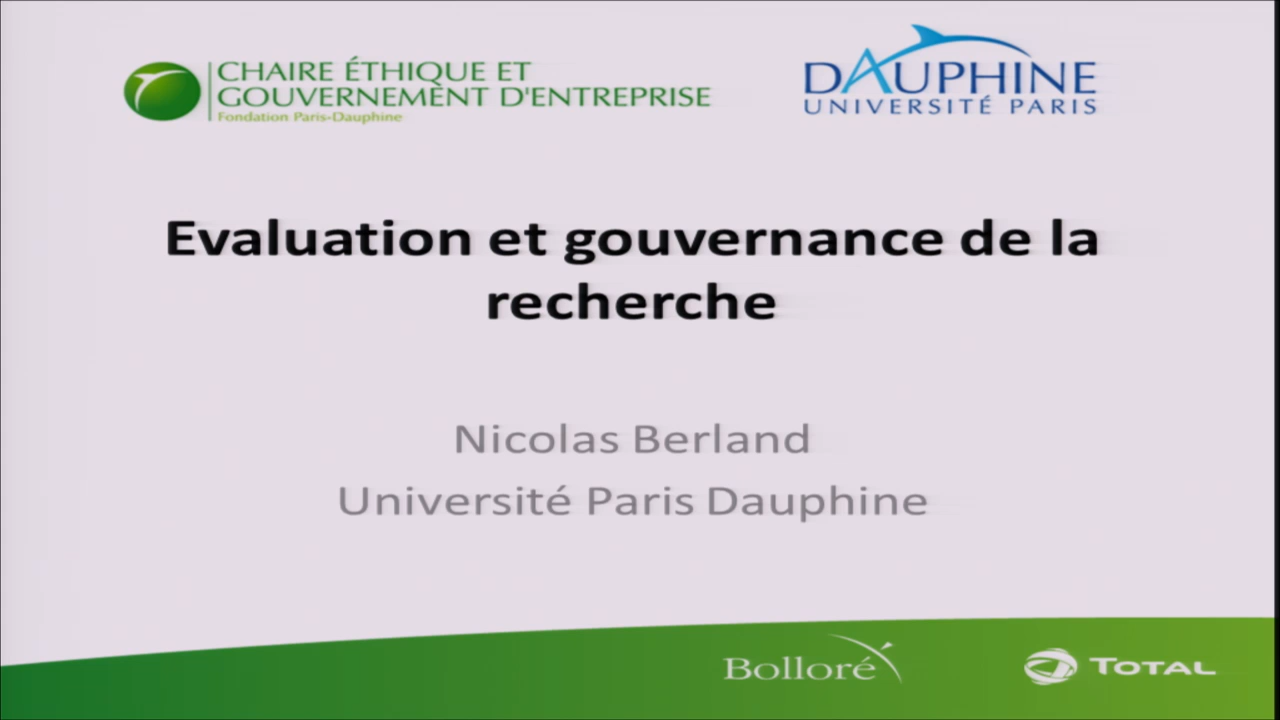 CHAIRE ÉTHIQUE ET
GOUVERNEMENT D'ENTREPRISE
Fondation Paris-Dauphine
DAUPHINE
UNIVERSITÉ PARIS
Evaluation et gouvernance de la
recherche
Nicolas Berland
Université Paris Dauphine
Bolloré
TOTAL